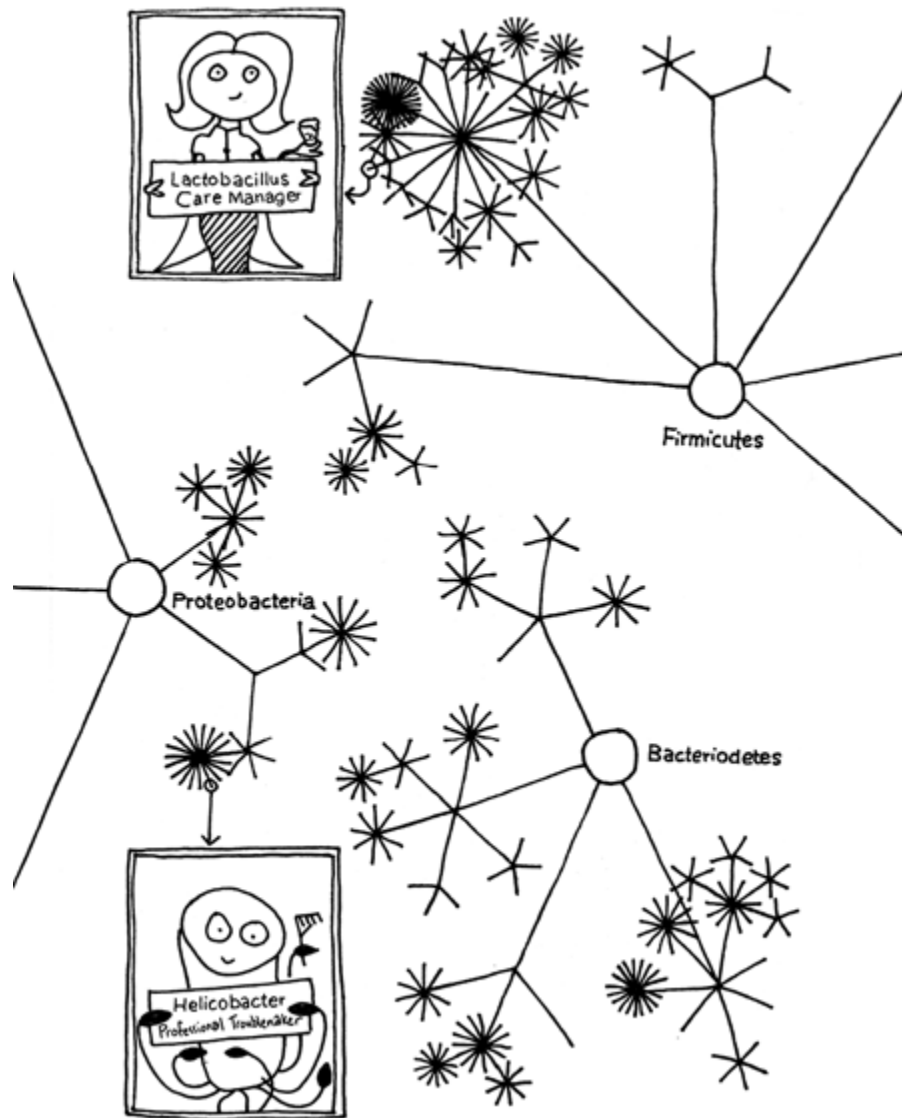 Lactobacillus
Care Manager
Firmicutes
Proteobacteria
Bacteriodetes
Helicobacter
Professional Troublemaker